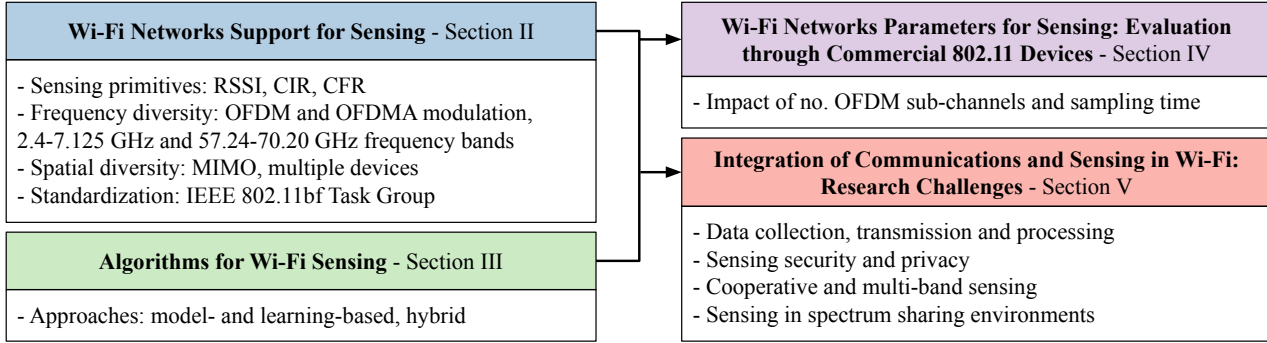 Wi-Fi Networks Support for Sensing - Section II
- Sensing primitives: RSSI, CIR, CFR
- Frequency diversity: OFDM and OFDMA modulation,
2.4-7.125 GHz and 57.24-70.20 GHz frequency bands
- Spatial diversity: MIMO, multiple devices
- Standardization: IEEE 802.11bf Task Group
Algorithms for Wi-Fi Sensing - Section III
- Approaches: model- and learning-based, hybrid
Wi-Fi Networks Parameters for Sensing: Evaluation
through Commercial 802.11 Devices - Section IV
- Impact of no. OFDM sub-channels and sampling time
Integration of Communications and Sensing in Wi-Fi:
Research Challenges - Section V
- Data collection, transmission and processing
- Sensing security and privacy
- Cooperative and multi-band sensing
- Sensing in spectrum sharing environments